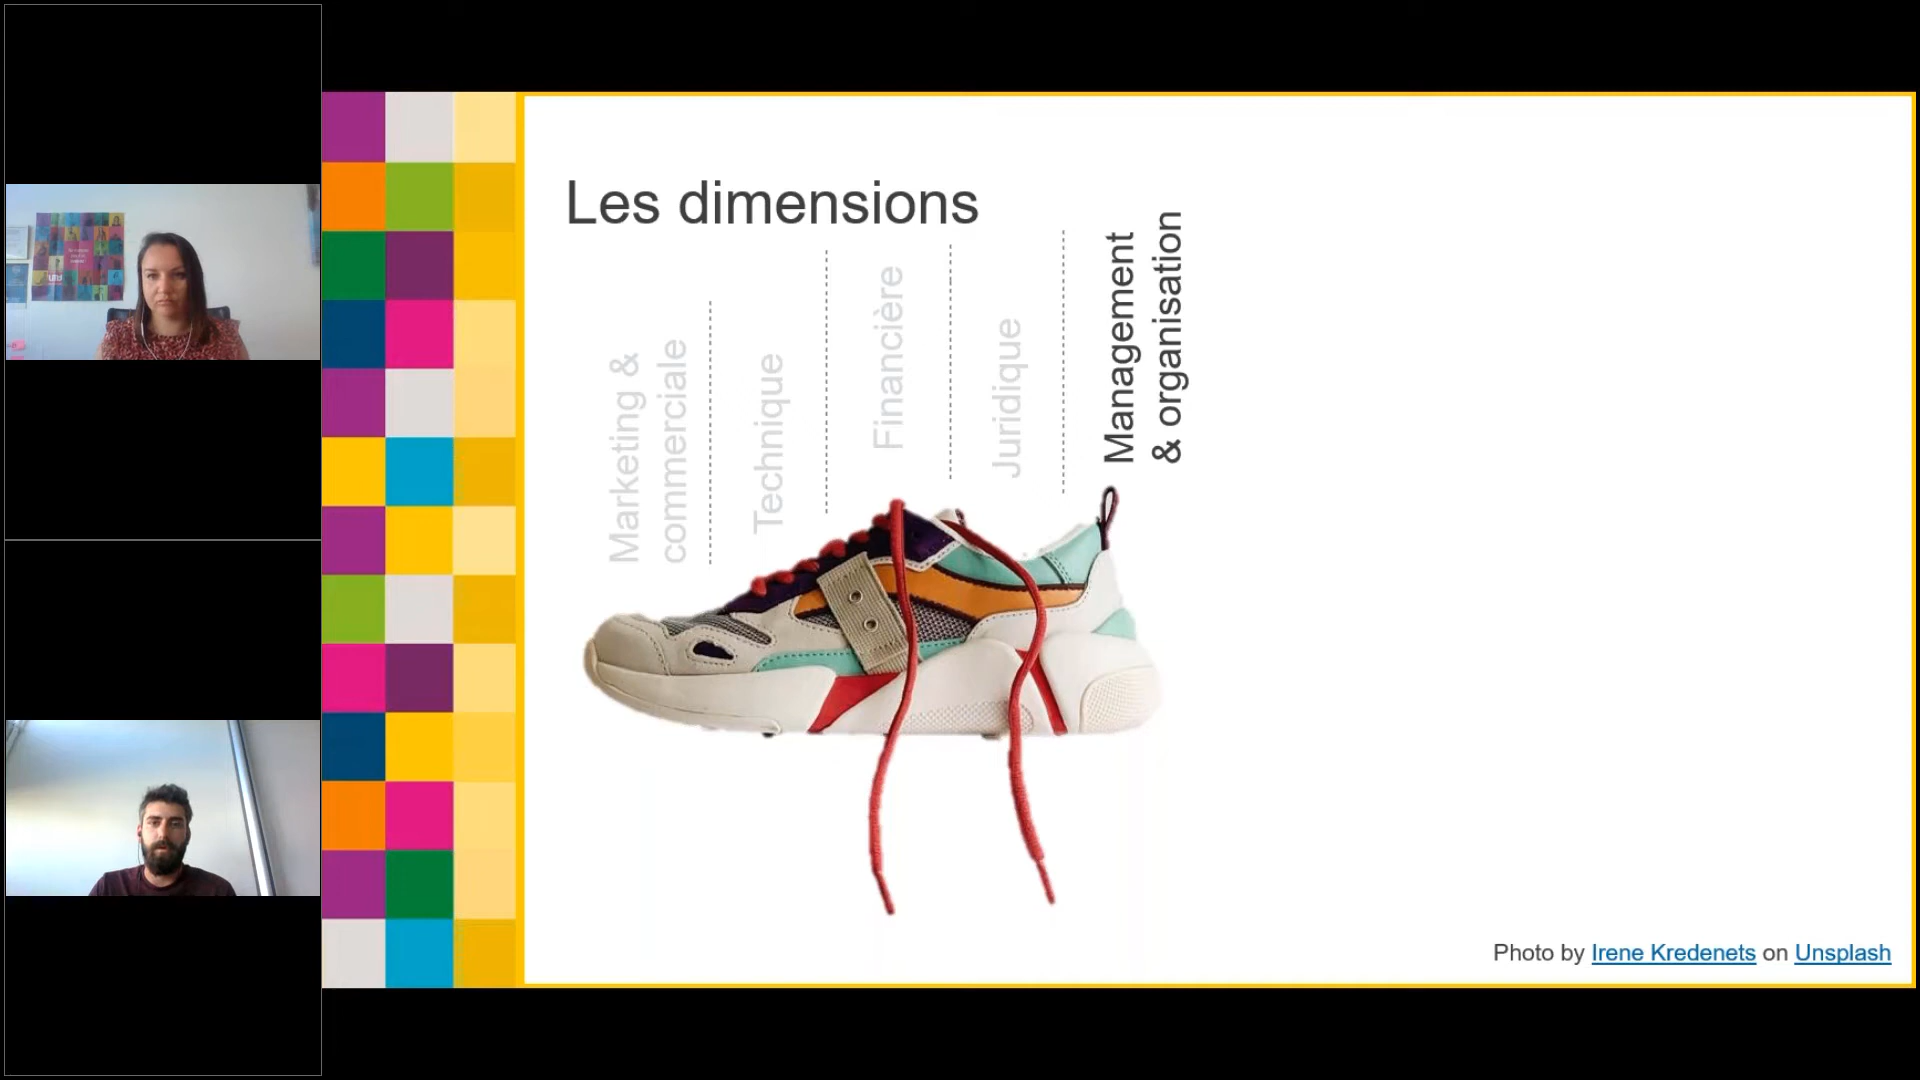 Les dimensions
Marketing &
commerciale
Technique
Financière
Juridique
Management
& organisation
Photo by Irene Kredenets on Unsplash